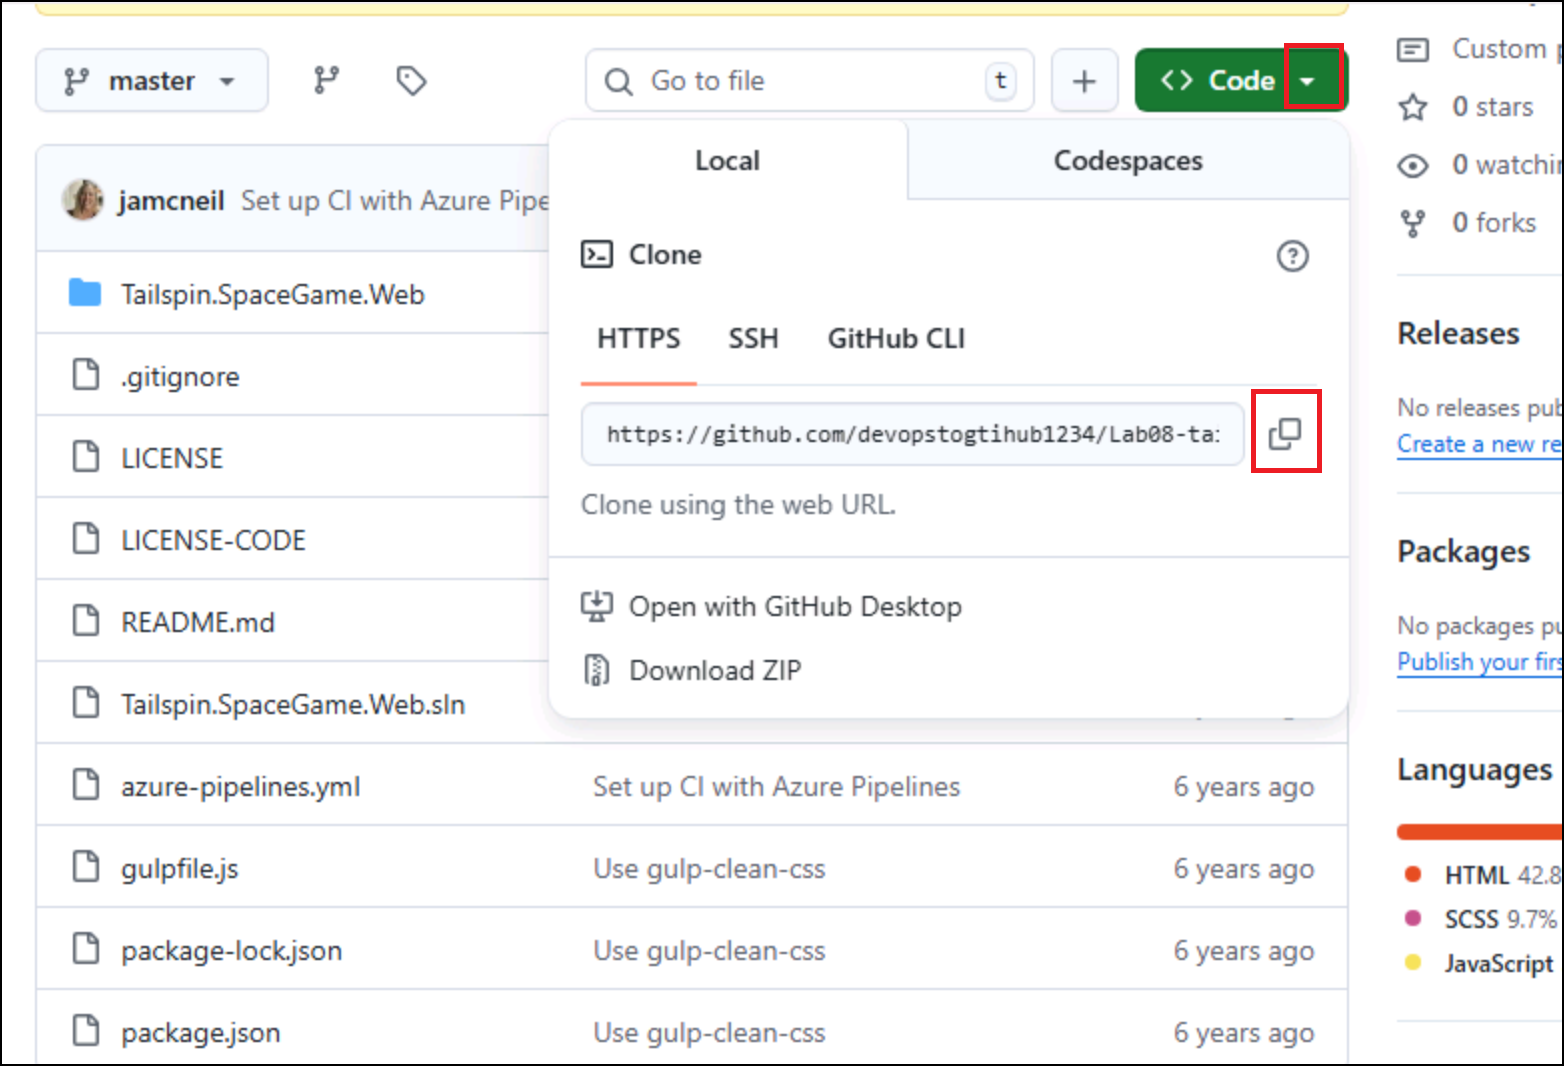 master
Go to file
t
Code
Custom
0 stars
0 watchin
0 forks
Local
Codespaces
jamcneil Set up CI with Azure Pipe
Clone
HTTPS
SSH
GitHub CLI
https://github.com/devopstogtihub1234/Lab08-ta
Clone using the web URL.
Open with GitHub Desktop
Download ZIP
Tailspin.SpaceGame.Web
.gitignore
LICENSE
LICENSE-CODE
README.md
Tailspin.SpaceGame.Web.sln
azure-pipelines.yml Set up CI with Azure Pipelines 6 years ago
gulpfile.js Use gulp-clean-css 6 years ago
package-lock.json Use gulp-clean-css 6 years ago
package.json Use gulp-clean-css 6 years ago
Releases
No releases pub
Create a new re
Packages
No packages pu
Publish your firs
Languages
HTML 42.8
SCSS 9.7%
JavaScript